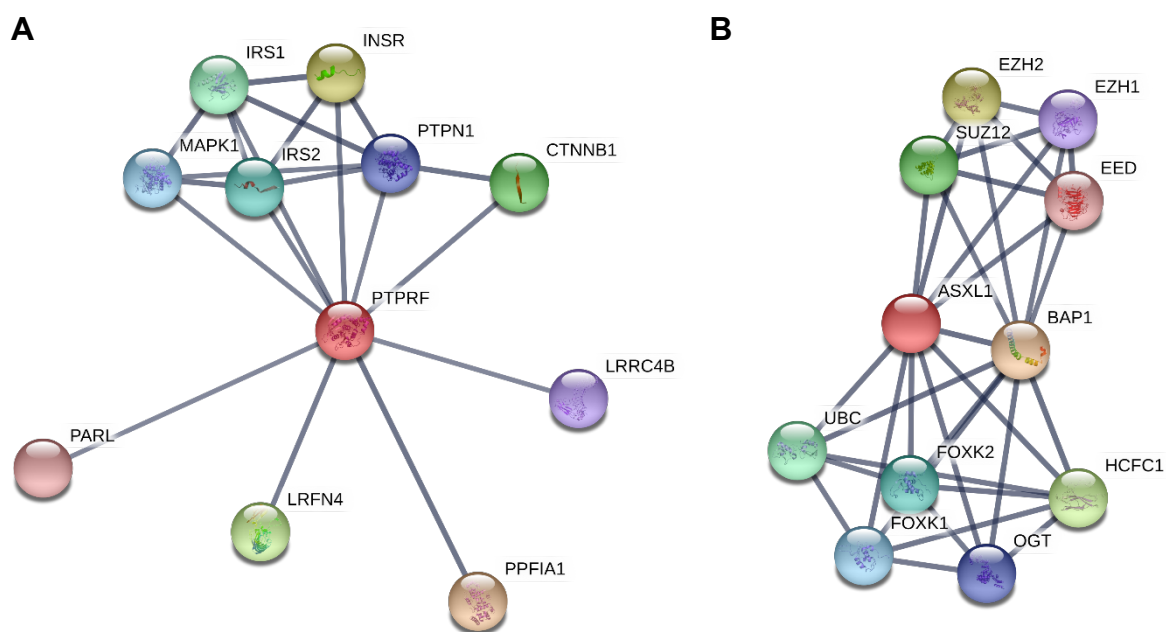 A
B
IRS1
INSR
EZH2
EZH1
MAPK1
IRS2
PTPN1
CTNNB1
SUZ12
EED
PTPRF
ASXL1
BAP1
LRRC4B
PARL
LRFN4
PPFIA1
UBC
FOXK2
HCFC1
FOXK1
OGT